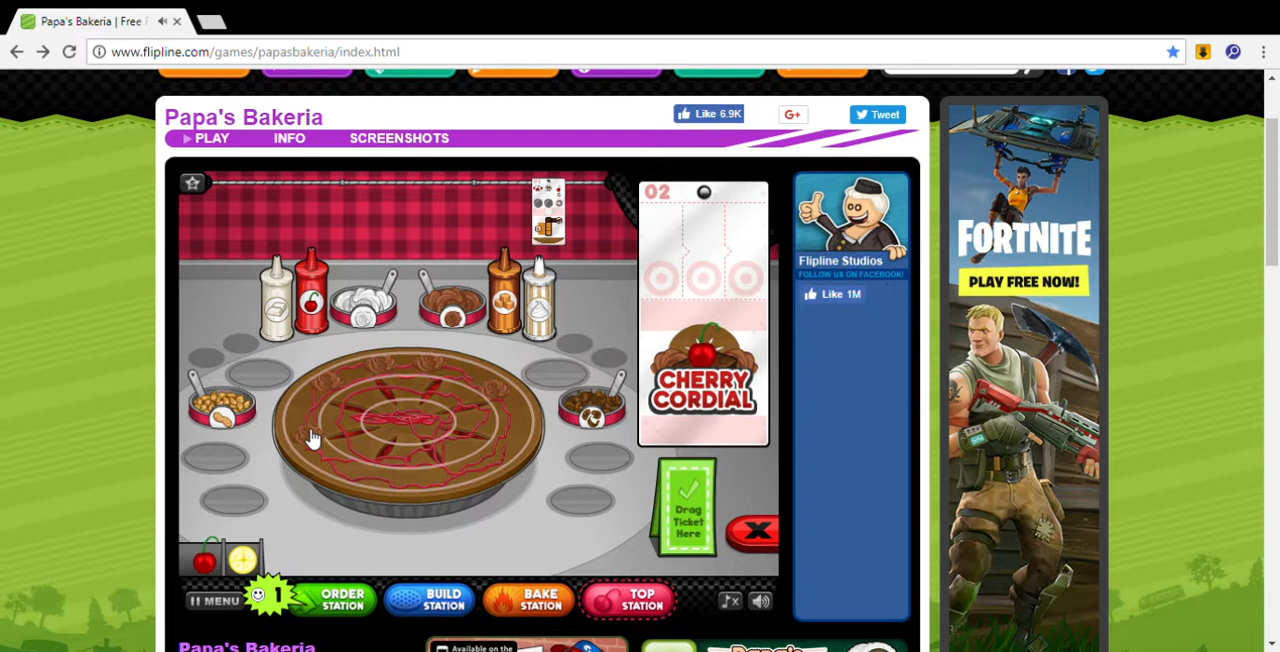 Papa's Bakeria | Free F
www.flipline.com/games/papasbakeria/index.html
Papa's Bakeria
Like 6.9K
G+
Tweet
PLAY
INFO
SCREENSHOTS
02
CHERRY
CORDIAL
Drag
Ticket
Here
X
Flipline Studios
FOLLOW US ON FACEBOOK!
Like 1M
FORTNITE
PLAY FREE NOW!
MENU
1
ORDER
STATION
BUILD
STATION
BAKE
STATION
TOP
STATION
Papa's Bakeria
Available on the